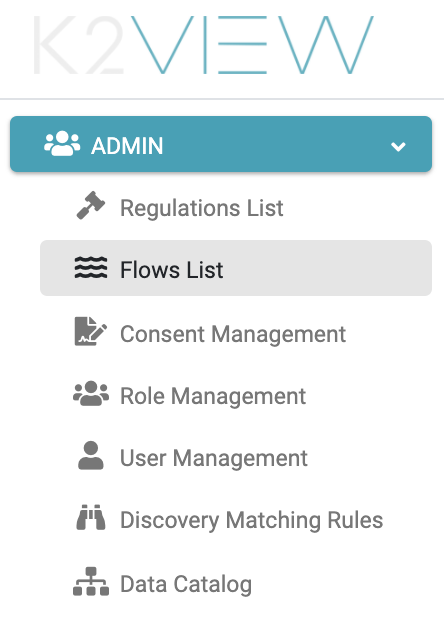 K2VIEW
ADMIN
Regulations List
Flows List
Consent Management
Role Management
User Management
Discovery Matching Rules
Data Catalog